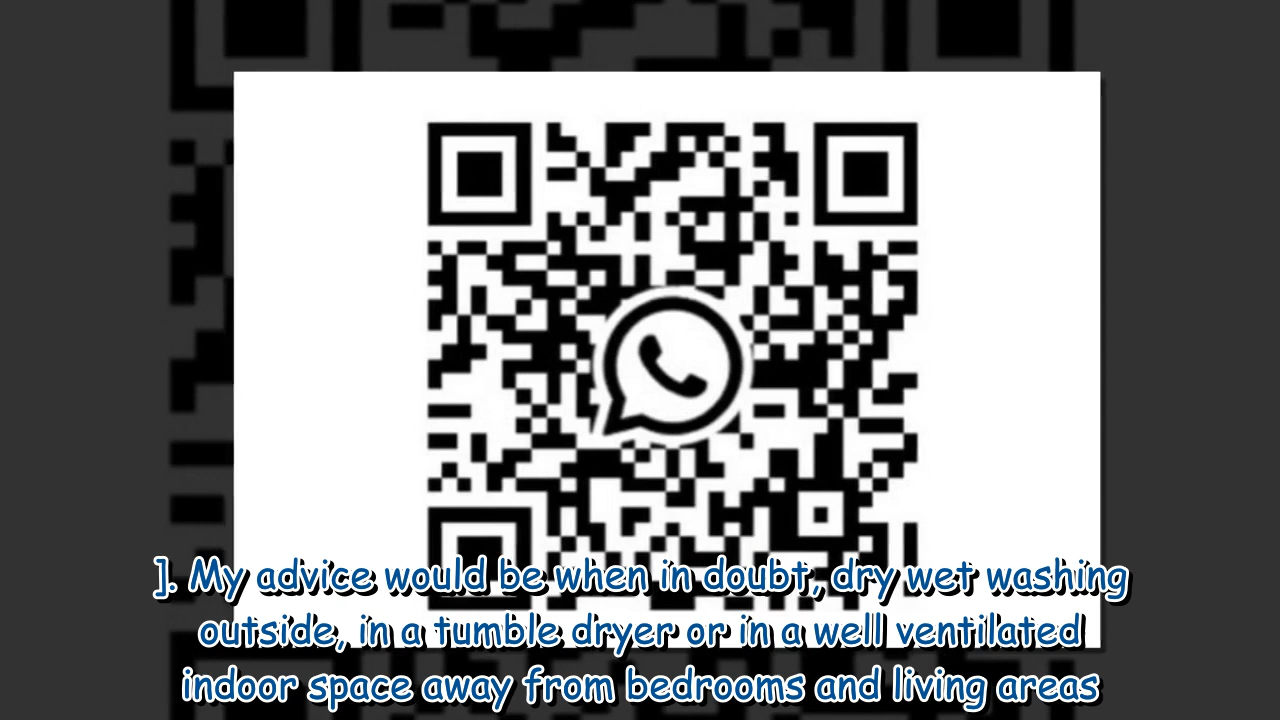 ]. My advice would be when in doubt, dry wet washing
outside, in a tumble dryer or in a well ventilated
indoor space away from bedrooms and living areas